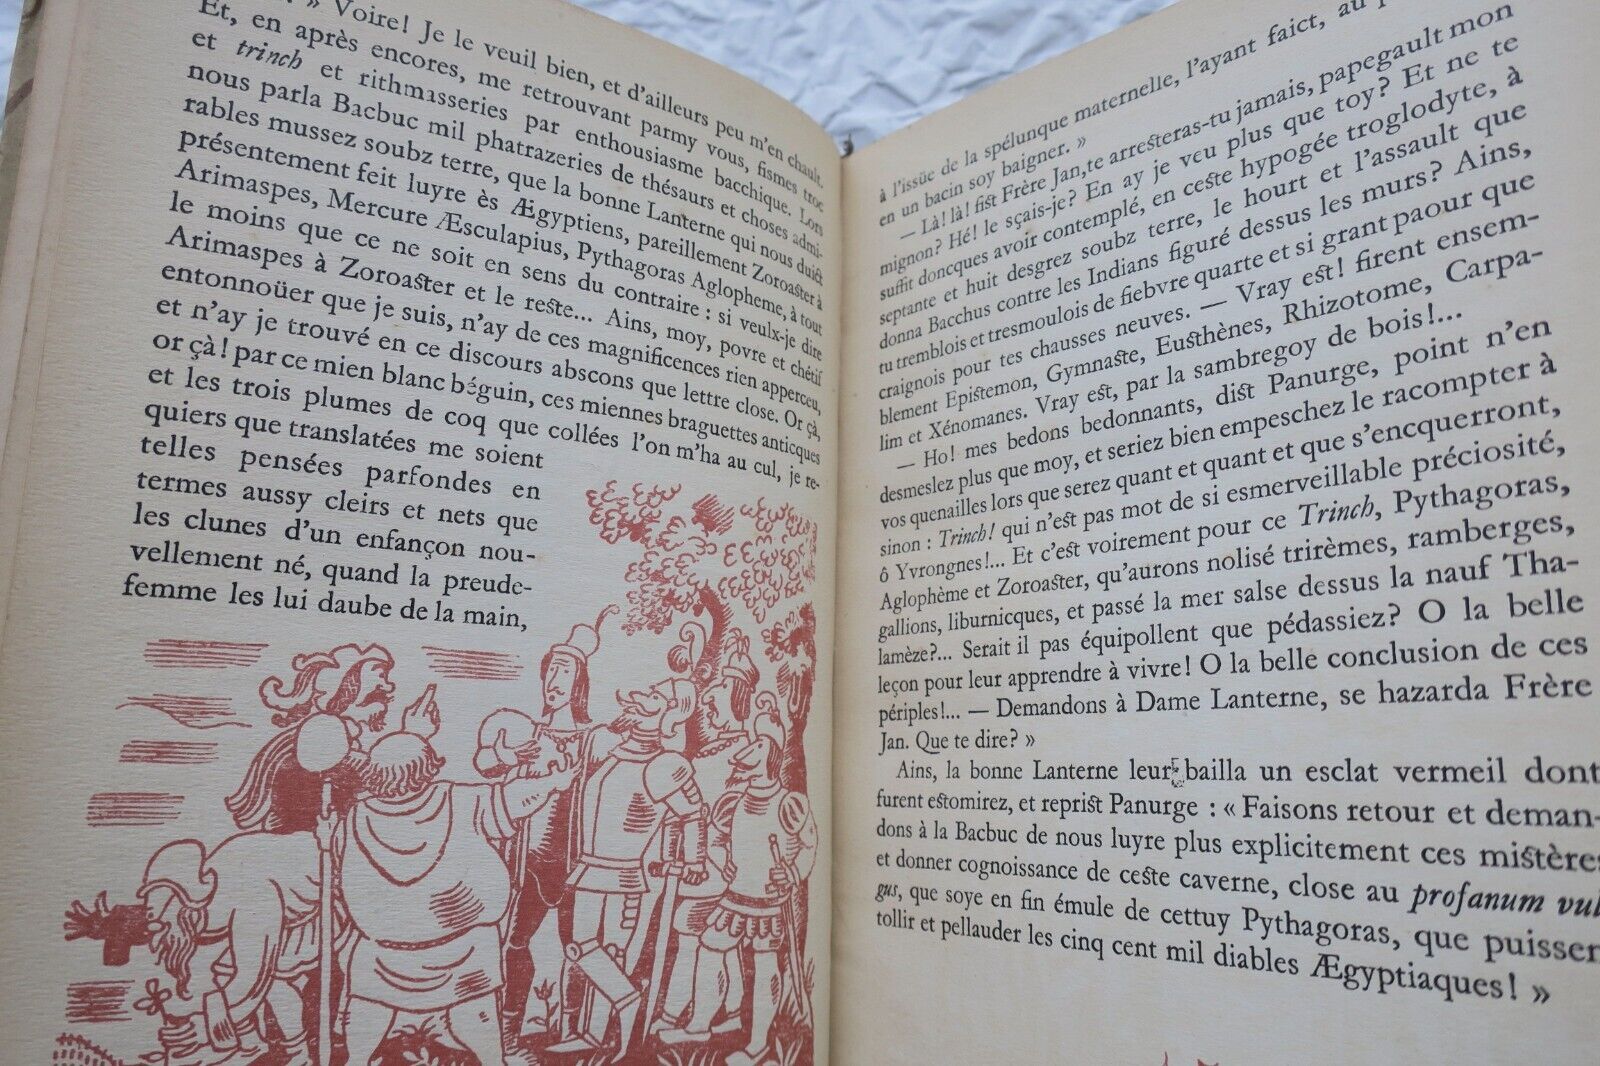 » Voire! Je le veuil bien, et d'ailleurs peu m'en chault.
Et, en après encores, me retrouvant parmy vous, fismes troc
et trinch et rithmasseries par enthousiasme bacchique. Lors
nous parla Bacbuc mil phatrazeries de thésaurs et choses admi-
rables mussez soubz terre, que la bonne Lanterne qui nous duict
présentement feit luyre ès Ægyptiens, pareillement Zoroaster à
Arimaspes, Mercure Æsculapius, Pythagoras Aglopheme, à tout
le moins que ce ne soit en sens du contraire : si veulx-je dire
Arimaspes à Zoroaster et le reste... Ains, moy, povre et chétif
entonnoüer que je suis, n'ay de ces magnificences rien apperceu,
et n'ay je trouvé en ce discours abscons que lettre close. Or çà,
or çà! par ce mien blanc béguin, ces miennes braguettes anticques
et les trois plumes de coq que collées l'on m'ha au cul, je re-
quiers que translatées me soient
telles pensées parfondes en
termes aussy cleirs et nets que
les clunes d'un enfançon nou-
vellement né, quand la preude-
femme les lui daube de la main,
l'ayant faict, au
à l'issüe de la spélunque maternelle,
en un bacin soy baigner. »
— Là! là! fist Frère Jan, te arresteras-tu jamais, papegault mon
mignon? Hé! le sçais-je? En ay je veu plus que toy? Et ne te
suffit doncques avoir contemplé, en ceste hypogée troglodyte, à
septante et huit desgrez soubz terre, le hourt et l'assault que
donna Bacchus contre les Indians figuré dessus les murs? Ains,
tu tremblois et tresmoulois de fiebvre quarte et si grant paour que
craignois pour tes chausses neuves. — Vray est! firent ensem-
blement Epistemon, Gymnaste, Eusthènes, Rhizotome, Carpa-
lim et Xénomanes. Vray est, par la sambregoy de bois!...
— Ho! mes bedons bedonnants, dist Panurge, point n'en
desmeslez plus que moy, et seriez bien empeschez le racompter à
vos quenailles lors que serez quant et quant et que s'encquerront,
sinon : Trinch! qui n'est pas mot de si esmerveillable préciosité,
ô Yvrongnes!... Et c'est voirement pour ce Trinch, Pythagoras,
Aglophème et Zoroaster, qu'aurons nolisé trirèmes, ramberges,
gallions, liburnicques, et passé la mer salse dessus la nauf Tha-
lamèze?... Serait il pas équipollent que pédassiez? O la belle
leçon pour leur apprendre à vivre! O la belle conclusion de ces
périples!... — Demandons à Dame Lanterne, se hazarda Frère
Jan. Que te dire? »
Ains, la bonne Lanterne leur bailla un esclat vermeil dont
furent estomirez, et reprist Panurge : « Faisons retour et deman-
dons à la Bacbuc de nous luyre plus explicitement ces mistères
et donner cognoissance de ceste caverne, close au profanum vul-
gus, que soye en fin émule de cettuy Pythagoras, que puissen
tollir et pellauder les cinq cent mil diables Ægyptiaques! »